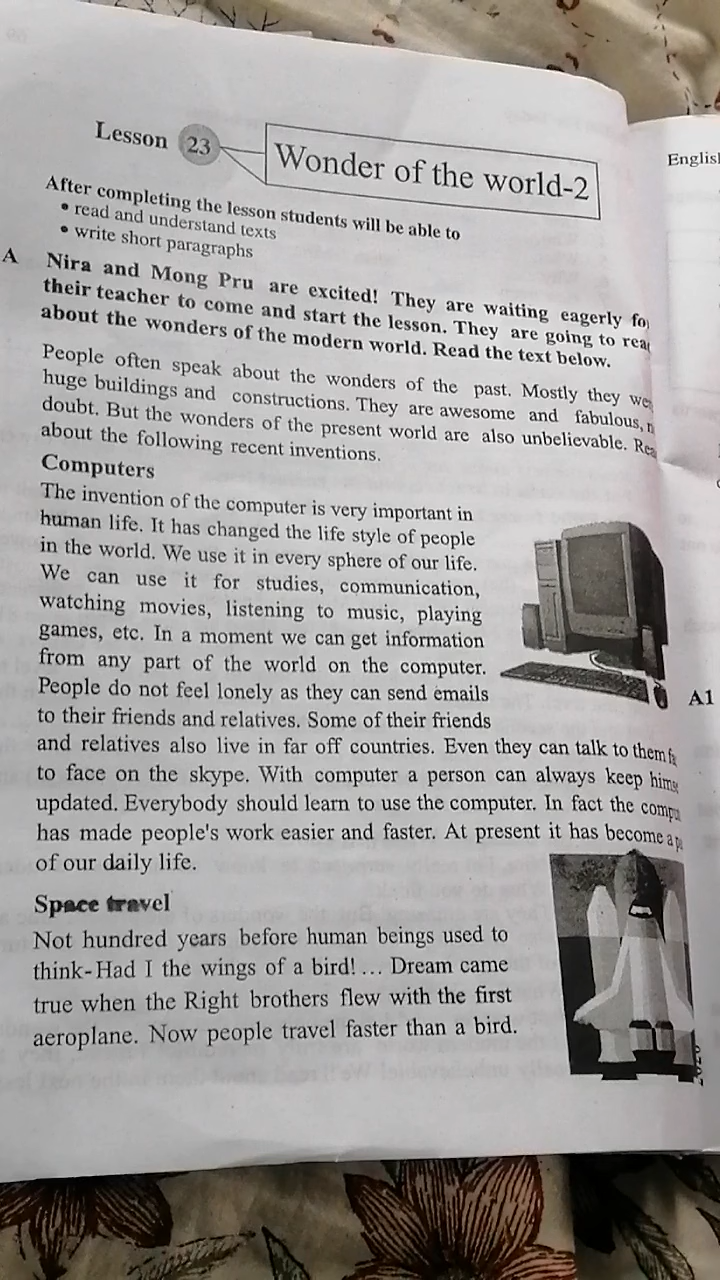 Lesson 23 Wonder of the world-2
English
After completing the lesson students will be able to
• read and understand texts
• write short paragraphs
A Nira and Mong Pru are excited! They are waiting eagerly
their teacher to come and start the lesson. They are going to
about the wonders of the modern world. Read the text below.
People often speak about the wonders of the past. Mostly they
huge buildings and constructions. They are awesome and fabulous,
doubt. But the wonders of the present world are also unbelievable.
about the following recent inventions.
Computers
The invention of the computer is very important in
human life. It has changed the life style of people
in the world. We use it in every sphere of our life.
We can use it for studies, communication,
watching movies, listening to music, playing
games, etc. In a moment we can get information
from any part of the world on the computer.
People do not feel lonely as they can send emails
to their friends and relatives. Some of their friends
and relatives also live in far off countries. Even they can talk to them
to face on the skype. With computer a person can always keep
updated. Everybody should learn to use the computer. In fact the
has made people's work easier and faster. At present it has become a
of our daily life.
Space travel
Not hundred years before human beings used to
think-Had I the wings of a bird! ... Dream came
true when the Right brothers flew with the first
aeroplane. Now people travel faster than a bird.
A1